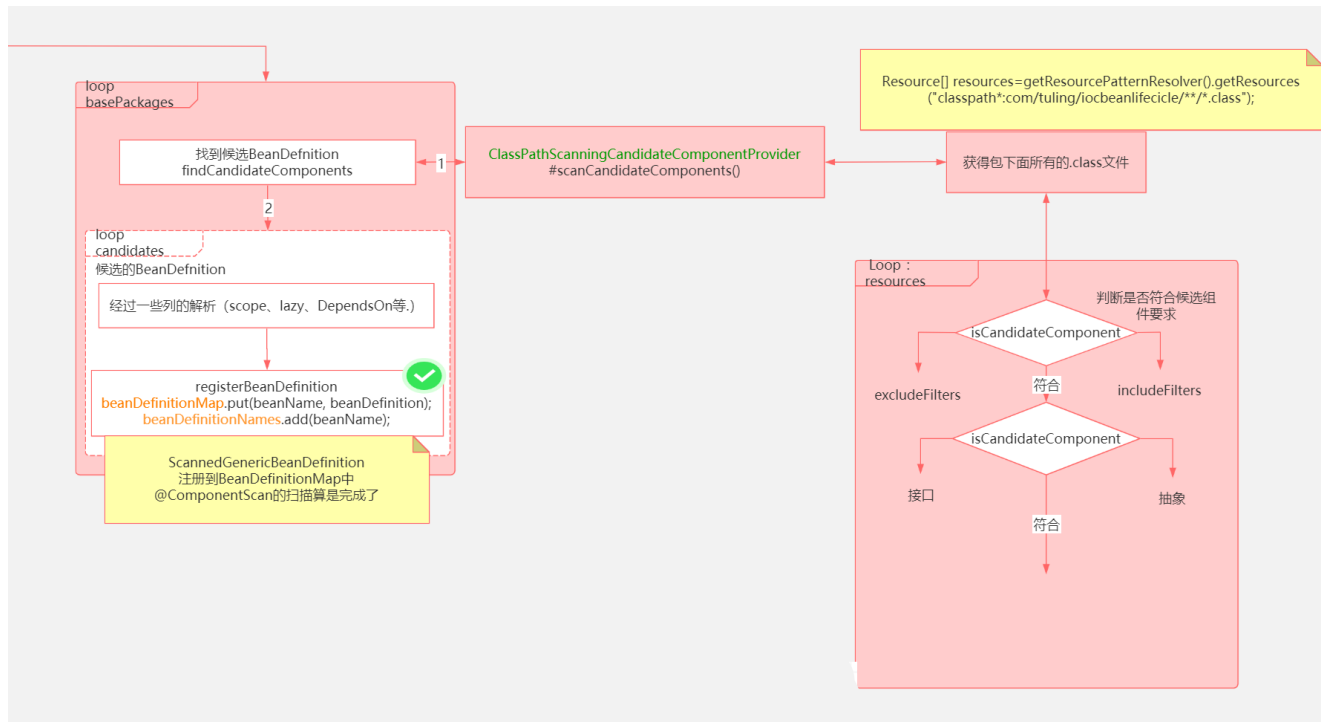 loop
basePackages
找到候选BeanDefnition
findCandidateComponents
1
2
loop
candidates
候选的BeanDefnition
经过一些列的解析（scope、lazy、DependsOn等.）
registerBeanDefinition
beanDefinitionMap.put(beanName, beanDefinition);
beanDefinitionNames.add(beanName);
ScannedGenericBeanDefinition
注册到BeanDefinitionMap中
@ComponentScan的扫描算是完成了
ClassPathScanningCandidateComponentProvider
#scanCandidateComponents()
Resource[] resources=getResourcePatternResolver().getResources
("classpath*:com/tuling/iocbeanlifecicle/**/*.class");
获得包下面所有的.class文件
Loop：
resources
判断是否符合候选组
件要求
isCandidateComponent
excludeFilters
符合
includeFilters
isCandidateComponent
接口
抽象
符合